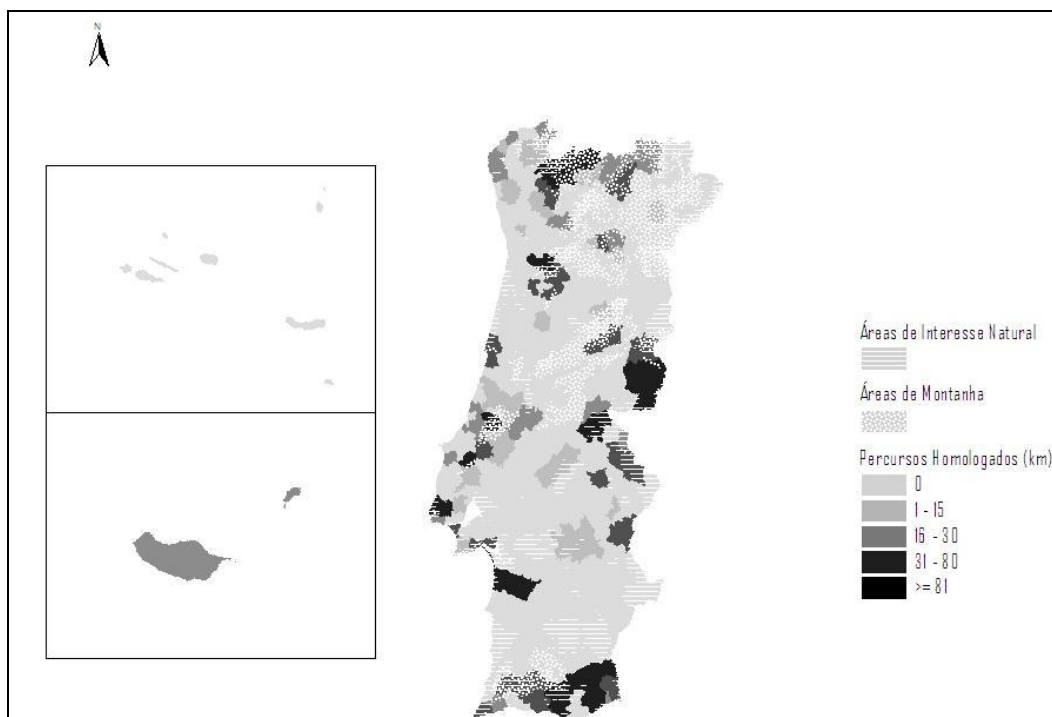 N
Áreas de Interesse Natural
Áreas de Montanha
Percursos Homologados (km)
0
1 - 15
16 - 30
31 - 80
>= 81